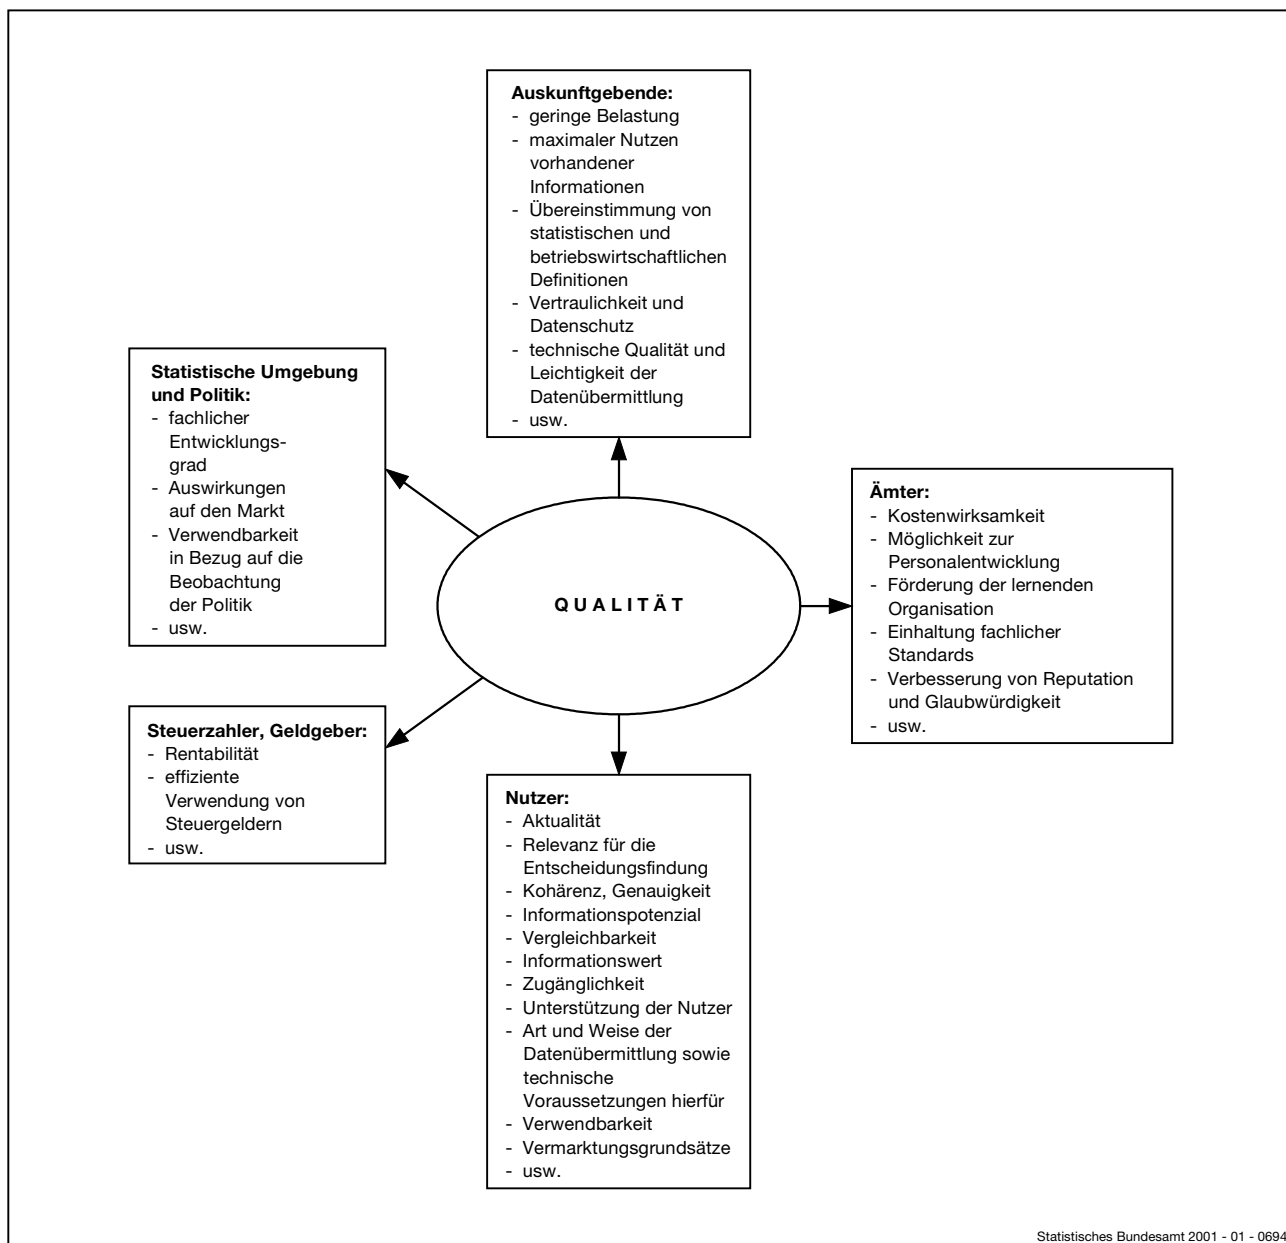 Auskunftgebende:
- geringe Belastung
- maximaler Nutzen
vorhandener
Informationen
- Übereinstimmung von
statistischen und
betriebswirtschaftlichen
Definitionen
- Vertraulichkeit und
Datenschutz
- technische Qualität und
Leichtigkeit der
Datenübermittlung
- usw.
Statistische Umgebung
und Politik:
- fachlicher
Entwicklungs-
grad
- Auswirkungen
auf den Markt
- Verwendbarkeit
in Bezug auf die
Beobachtung
der Politik
- usw.
Ämter:
- Kostenwirksamkeit
- Möglichkeit zur
Personalentwicklung
- Förderung der lernenden
Organisation
- Einhaltung fachlicher
Standards
- Verbesserung von Reputation
und Glaubwürdigkeit
- usw.
QUALITÄT
Steuerzahler, Geldgeber:
- Rentabilität
- effiziente
Verwendung von
Steuergeldern
- usw.
Nutzer:
- Aktualität
- Relevanz für die
Entscheidungsfindung
- Kohärenz, Genauigkeit
- Informationspotenzial
- Vergleichbarkeit
- Informationswert
- Zugänglichkeit
- Unterstützung der Nutzer
- Art und Weise der
Datenübermittlung sowie
technische
Voraussetzungen hierfür
- Verwendbarkeit
- Vermarktungsgrundsätze
- usw.
Statistisches Bundesamt 2001 - 01 - 0694